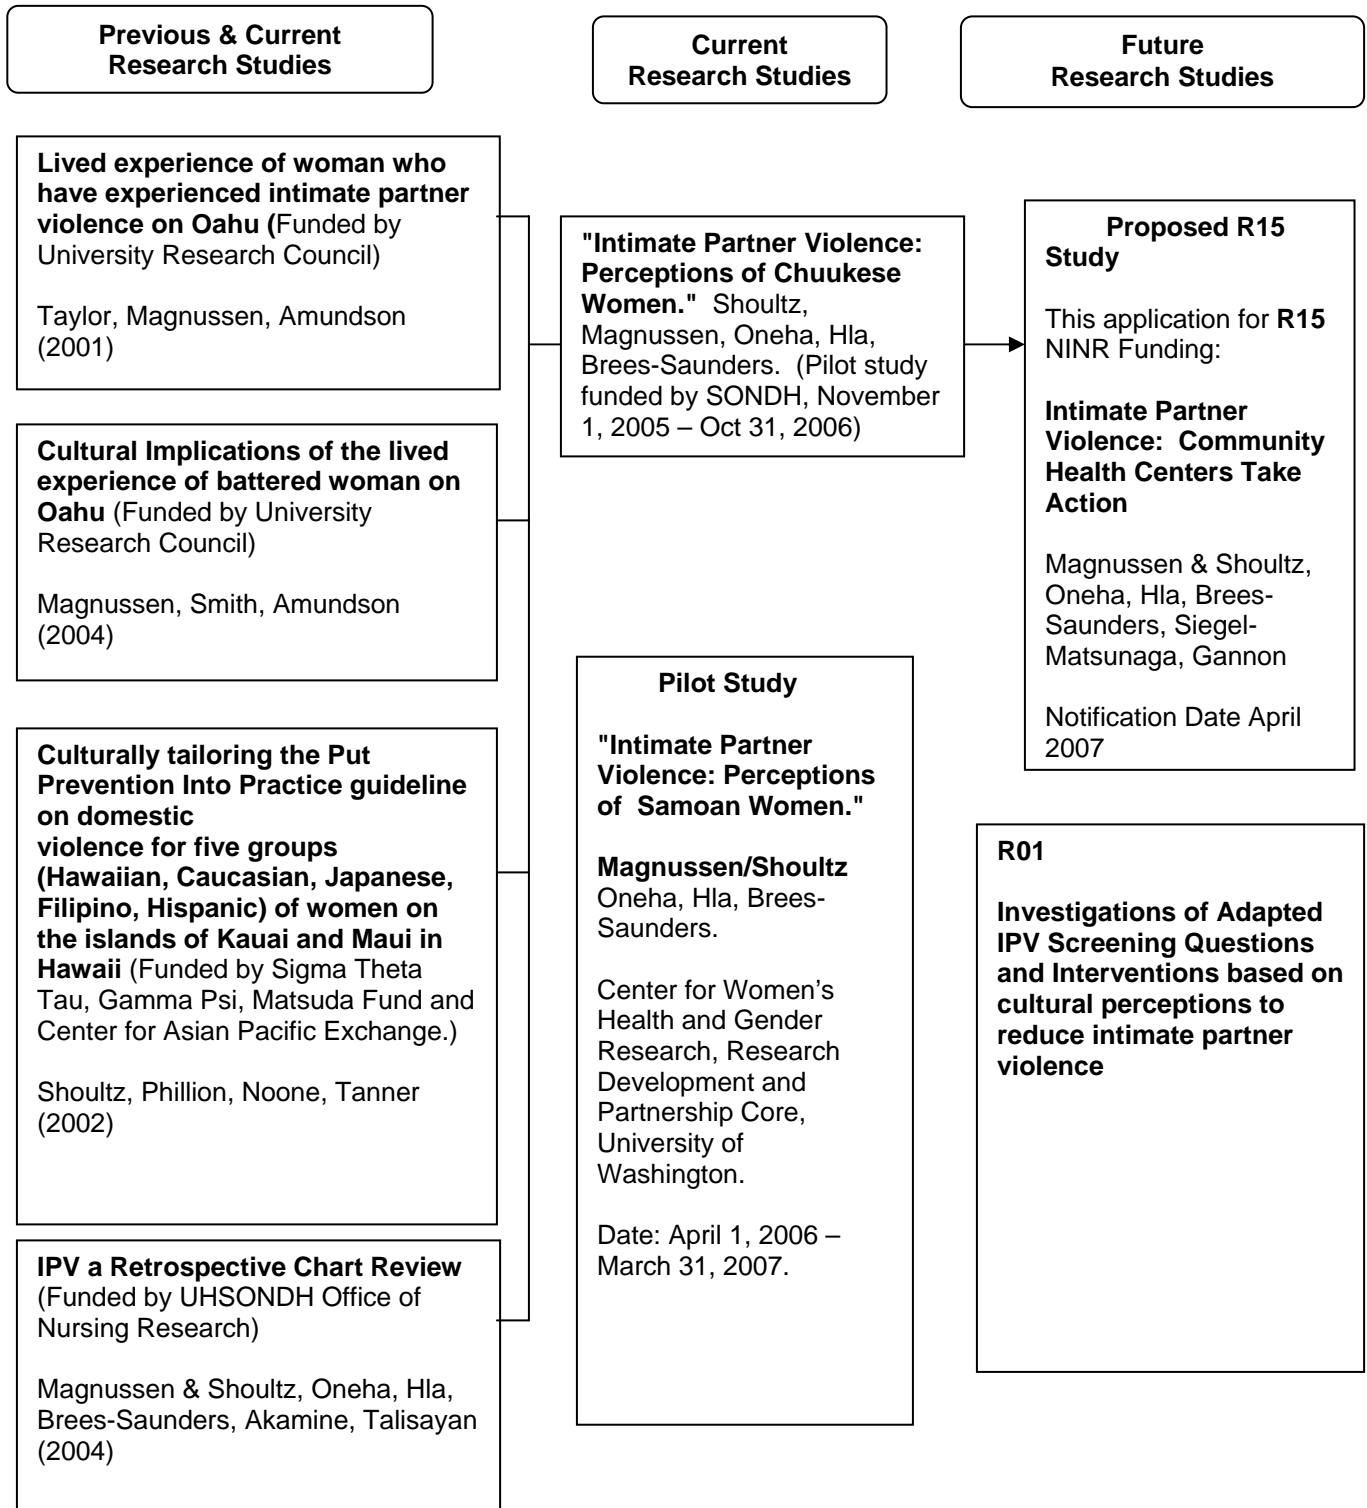 Previous & Current
Research Studies
Current
Research Studies
Future
Research Studies
Lived experience of woman who
have experienced intimate partner
violence on Oahu (Funded by
University Research Council)
Taylor, Magnussen, Amundson
(2001)
Cultural Implications of the lived
experience of battered woman on
Oahu (Funded by University
Research Council)
Magnussen, Smith, Amundson
(2004)
Culturally tailoring the Put
Prevention Into Practice guideline
on domestic
violence for five groups
(Hawaiian, Caucasian, Japanese,
Filipino, Hispanic) of women on
the islands of Kauai and Maui in
Hawaii (Funded by Sigma Theta
Tau, Gamma Psi, Matsuda Fund and
Center for Asian Pacific Exchange.)
Shoultz, Phillion, Noone, Tanner
(2002)
IPV a Retrospective Chart Review
(Funded by UHSONDH Office of
Nursing Research)
Magnussen & Shoultz, Oneha, Hla,
Brees-Saunders, Akamine, Talisayan
(2004)
"Intimate Partner Violence:
Perceptions of Chuukese
Women." Shoultz,
Magnussen, Oneha, Hla,
Brees-Saunders. (Pilot study
funded by SONDH, November
1, 2005 – Oct 31, 2006)
Pilot Study
"Intimate Partner
Violence: Perceptions
of Samoan Women."
Magnussen/Shoultz
Oneha, Hla, Brees-
Saunders.
Center for Women's
Health and Gender
Research, Research
Development and
Partnership Core,
University of
Washington.
Date: April 1, 2006 –
March 31, 2007.
Proposed R15
Study
This application for R15
NINR Funding:
Intimate Partner
Violence: Community
Health Centers Take
Action
Magnussen & Shoultz,
Oneha, Hla, Brees-
Saunders, Siegel-
Matsunaga, Gannon
Notification Date April
2007
R01
Investigations of Adapted
IPV Screening Questions
and Interventions based on
cultural perceptions to
reduce intimate partner
violence